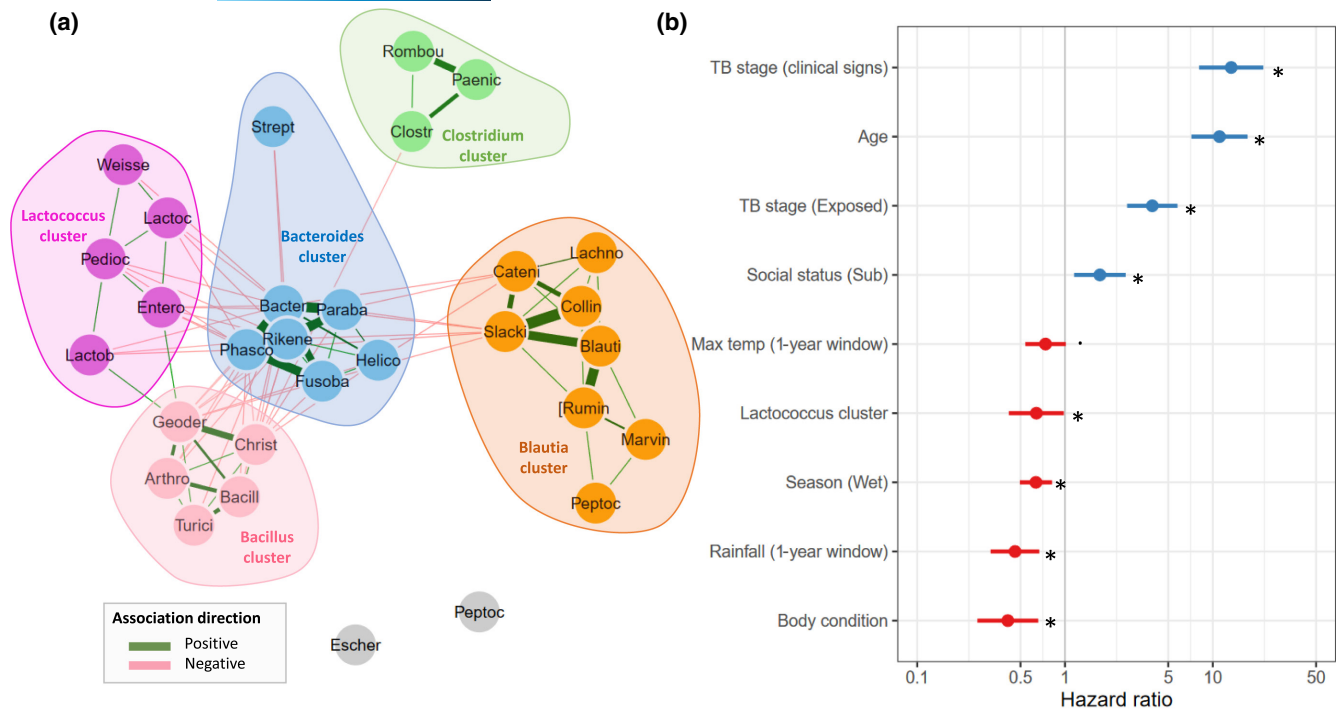 (a)
Rombou
Paenic
Clostr
Clostridium
cluster
Strept
Weisse
Lactoc
Lactococcus
cluster
Pedioc
Entero
Lactob
Bacteroides
cluster
Bacter
Paraba
Rikene
Phasco
Helico
Fusoba
Cateni
Lachno
Collin
Slacki
Blauti
[Rumin
Marvin
Blautia
cluster
Peptoc
Geoder
Christ
Arthro
Bacill
Turici
Bacillus
cluster
Peptoc
Escher
Association direction
Positive
Negative
(b)
TB stage (clinical signs) *
Age *
TB stage (Exposed) *
Social status (Sub) *
Max temp (1-year window) ·
Lactococcus cluster *
Season (Wet) *
Rainfall (1-year window) *
Body condition *
0.1 0.5 1 5 10 50
Hazard ratio